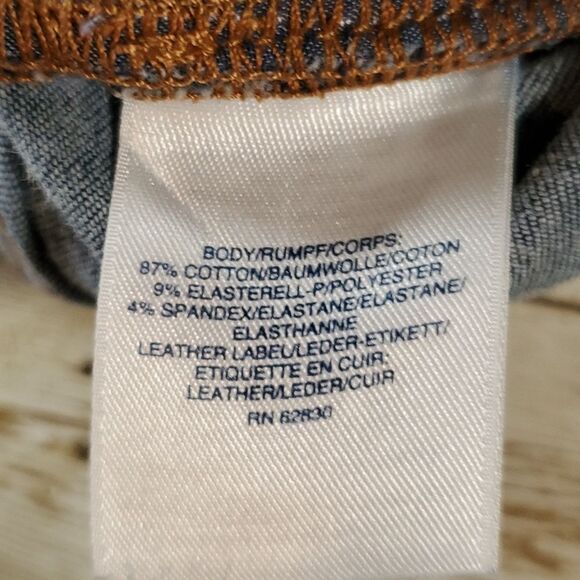 BODY/RUMPF/CORPS:
87% COTTON/BAUMWOLLE/COTON
9% ELASTERELL-P/POLYESTER
4% SPANDEX/ELASTANE/ELASTANE/
ELASTHANNE
LEATHER LABEL/LEDER-ETIKETT/
ETIQUETTE EN CUIR:
LEATHER/LEDER/CUIR
RN 62830